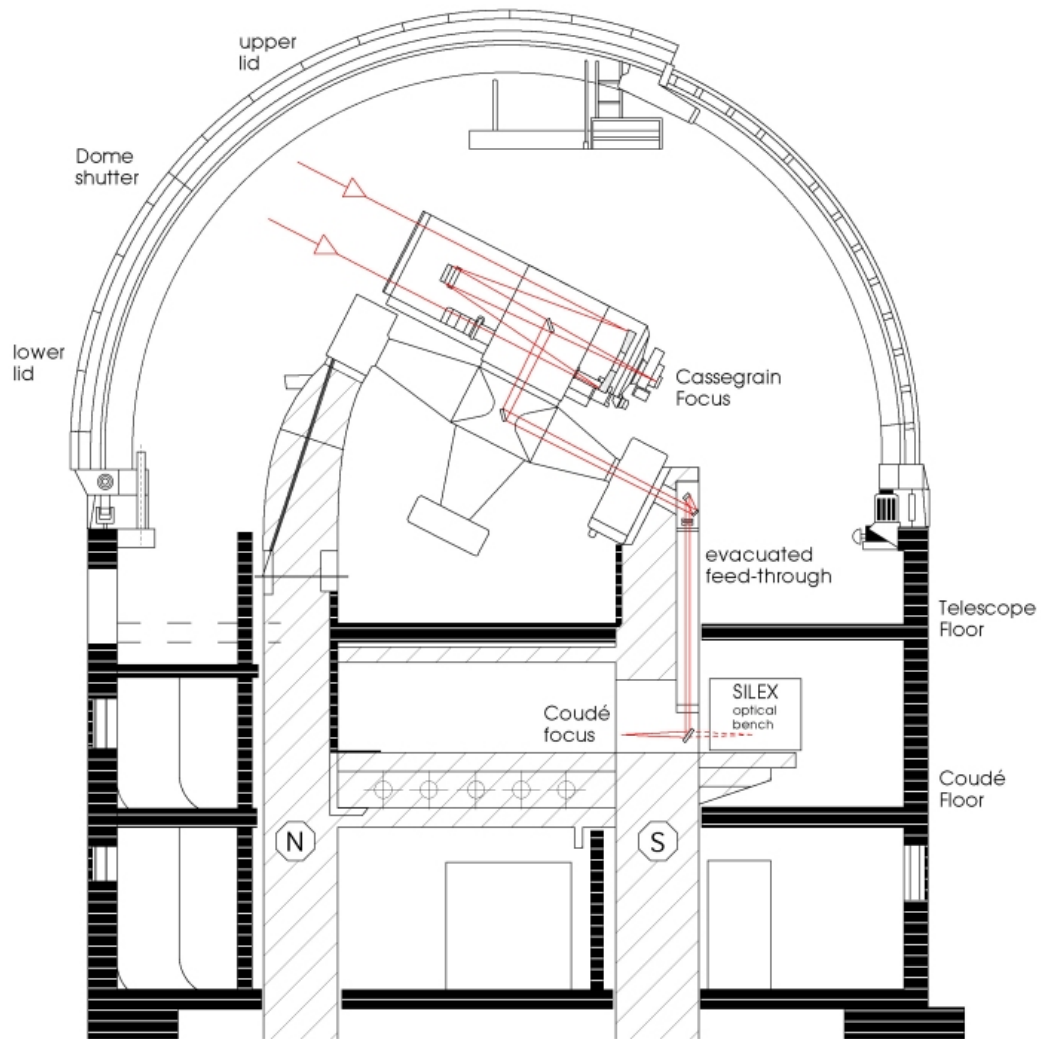 upper
lid
Dome
shutter
lower
lid
Cassegrain
Focus
evacuated
feed-through
Telescope
Floor
SILEX
optical
bench
Coudé
focus
Coudé
Floor
N
S